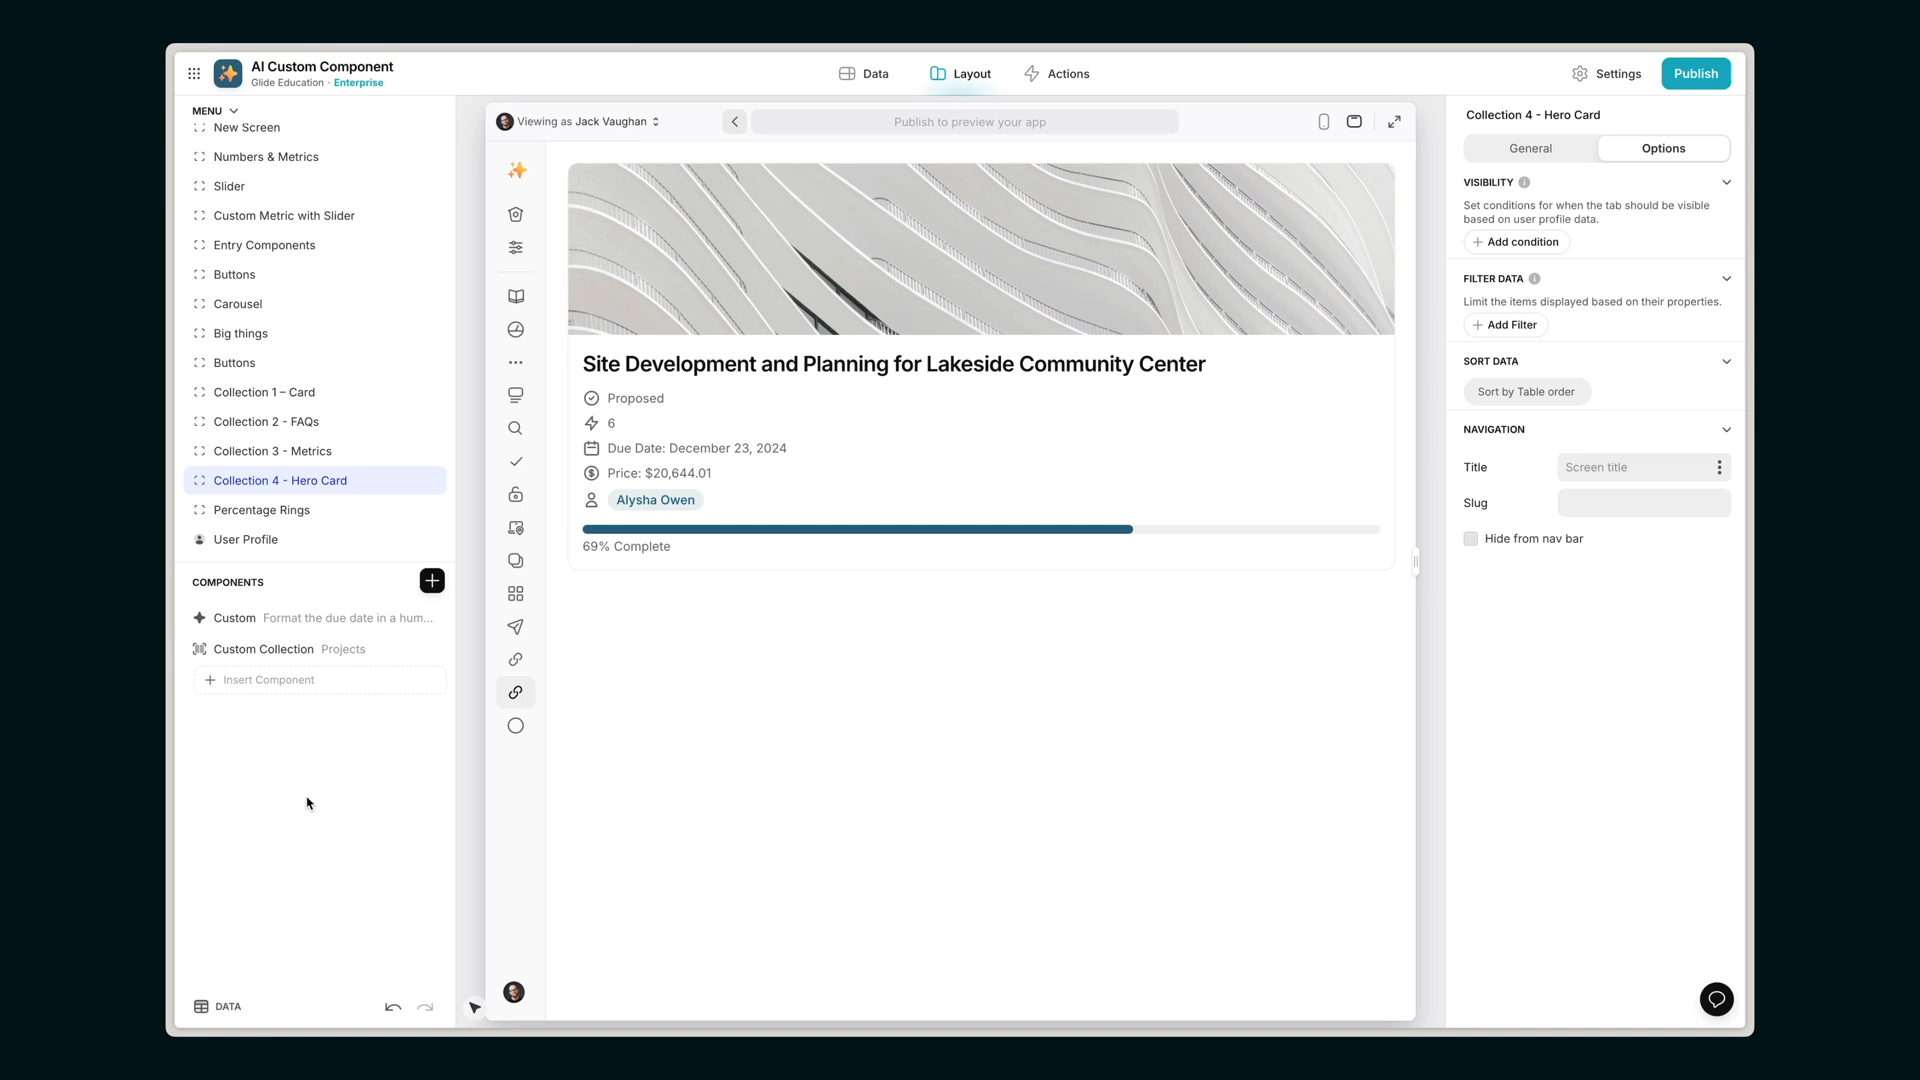 AI Custom Component
Glide Education · Enterprise
Data
Layout
Actions
Settings
Publish
MENU
New Screen
Numbers & Metrics
Slider
Custom Metric with Slider
Entry Components
Buttons
Carousel
Big things
Buttons
Collection 1 – Card
Collection 2 - FAQs
Collection 3 - Metrics
Collection 4 - Hero Card
Percentage Rings
User Profile
COMPONENTS
Custom Format the due date in a hum...
Custom Collection Projects
Insert Component
DATA
Viewing as Jack Vaughan
Publish to preview your app
Site Development and Planning for Lakeside Community Center
Proposed
6
Due Date: December 23, 2024
Price: $20,644.01
Alysha Owen
69% Complete
Collection 4 - Hero Card
General
Options
VISIBILITY
Set conditions for when the tab should be visible
based on user profile data.
Add condition
FILTER DATA
Limit the items displayed based on their properties.
Add Filter
SORT DATA
Sort by Table order
NAVIGATION
Title
Screen title
Slug
Hide from nav bar